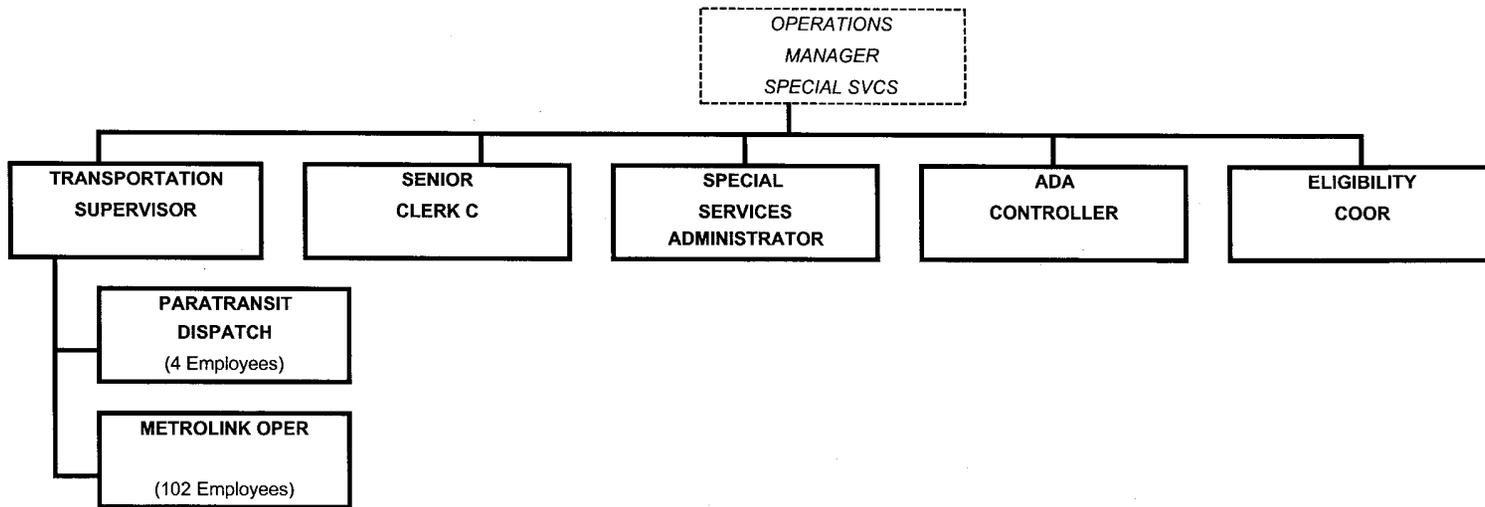 OPERATIONS
MANAGER
SPECIAL SVCS
TRANSPORTATION
SUPERVISOR
SENIOR
CLERK C
SPECIAL
SERVICES
ADMINISTRATOR
ADA
CONTROLLER
ELIGIBILITY
COOR
PARATRANSIT
DISPATCH
(4 Employees)
METROLINK OPER
(102 Employees)